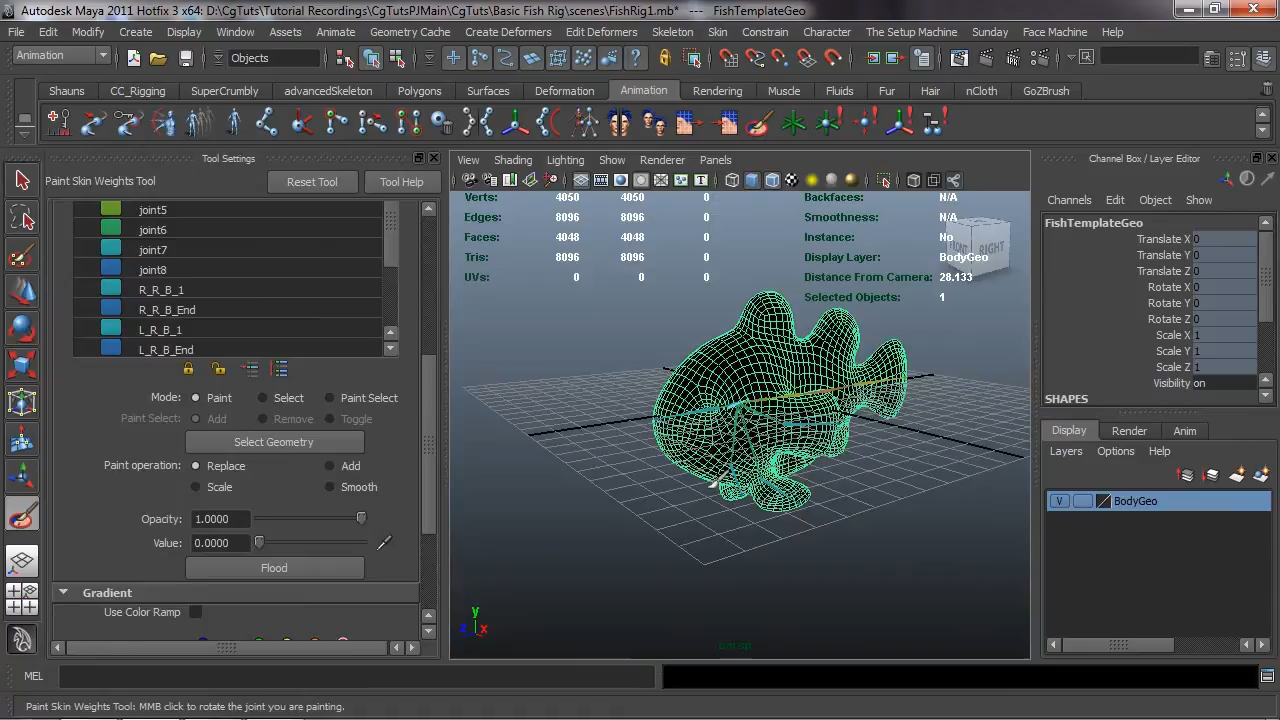 Autodesk Maya 2011 Hotfix 3 x64: D:\CgTuts\Tutorial Recordings\CgTutsPJMain\CgTuts\Basic Fish Rig\scenes\FishRig1.mb* --- FishTemplateGeo
File Edit Modify Create Display Window Assets Animate Geometry Cache Create Deformers Edit Deformers Skeleton Skin Constrain Character The Setup Machine Sunday Face Machine Help
Animation Objects
Shauns CC_Rigging SuperCrumbly advancedSkeleton Polygons Surfaces Deformation Animation Rendering Muscle Fluids Fur Hair nCloth GoZBrush
Tool Settings
Paint Skin Weights Tool Reset Tool Tool Help
joint5
joint6
joint7
joint8
R_R_B_1
R_R_B_End
L_R_B_1
L_R_B_End
Mode: Paint Select Paint Select
Paint Select: Add Remove Toggle
Select Geometry
Paint operation: Replace Add
Scale Smooth
Opacity: 1.0000
Value: 0.0000
Flood
Gradient
Use Color Ramp
View Shading Lighting Show Renderer Panels
Verts: 4050 4050 0 Backfaces: N/A
Edges: 8096 8096 0 Smoothness: N/A
Faces: 4048 4048 0 Instance: No
Tris: 8096 8096 0 Display Layer: BodyGeo
UVs: 0 0 0 Distance From Camera: 28.133
Selected Objects: 1
FRONT RIGHT
y
z x
persp
Channel Box / Layer Editor
Channels Edit Object Show
FishTemplateGeo
Translate X 0
Translate Y 0
Translate Z 0
Rotate X 0
Rotate Y 0
Rotate Z 0
Scale X 1
Scale Y 1
Scale Z 1
Visibility on
SHAPES
Display Render Anim
Layers Options Help
V BodyGeo
MEL
Paint Skin Weights Tool: MMB click to rotate the joint you are painting.